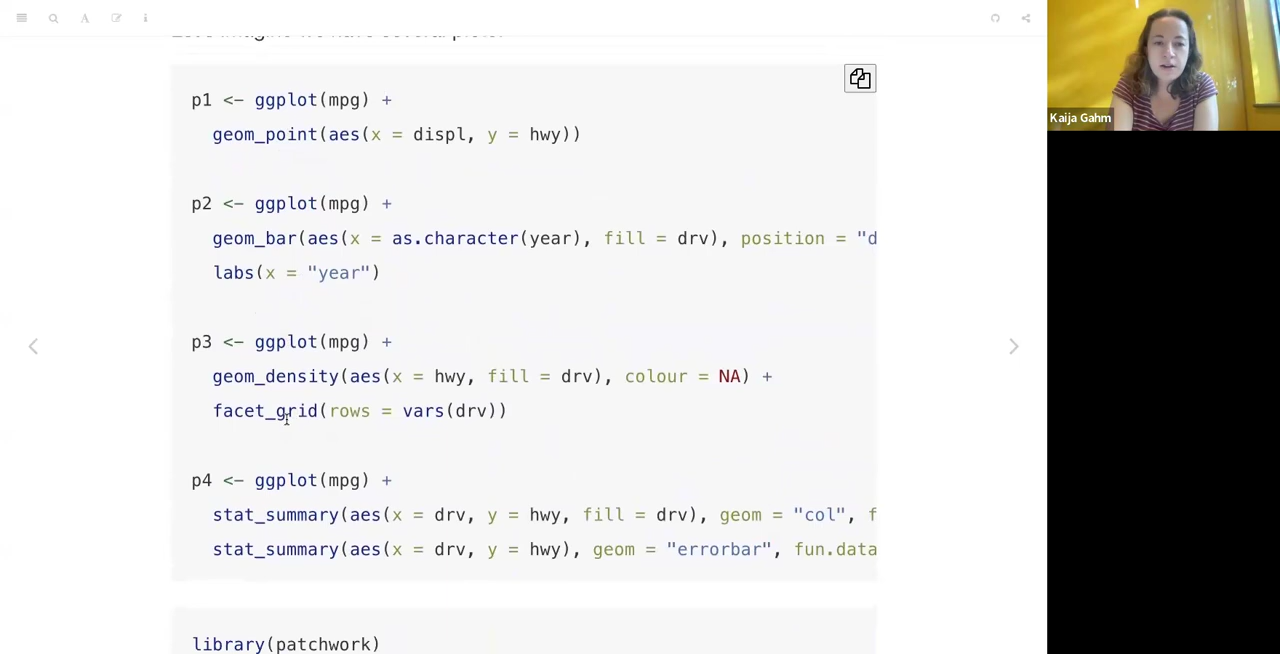 p1 <- ggplot(mpg) +
geom_point(aes(x = displ, y = hwy))
p2 <- ggplot(mpg) +
geom_bar(aes(x = as.character(year), fill = drv), position = "d
labs(x = "year")
p3 <- ggplot(mpg) +
geom_density(aes(x = hwy, fill = drv), colour = NA) +
facet_grid(rows = vars(drv))
p4 <- ggplot(mpg) +
stat_summary(aes(x = drv, y = hwy, fill = drv), geom = "col", f
stat_summary(aes(x = drv, y = hwy), geom = "errorbar", fun.data
library(patchwork)
Kaija Gahm